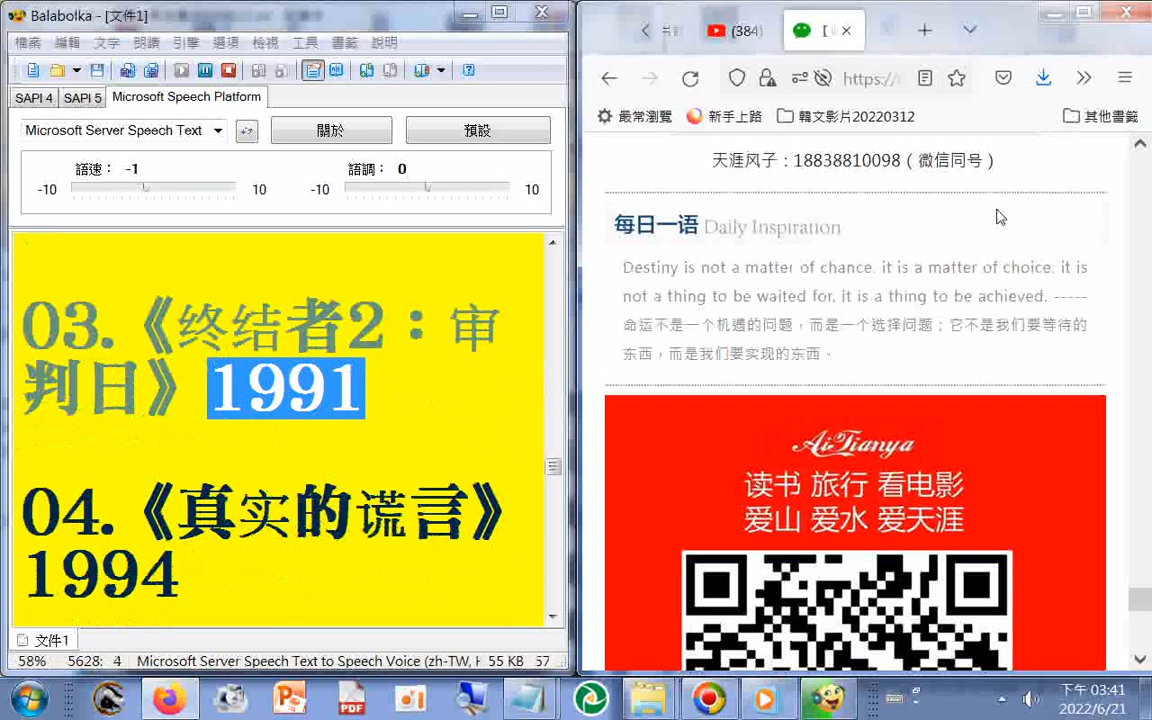 Balabolka - [文件1]
檔案 編輯 文字 朗讀 引擎 選項 檢視 工具 書籤 說明
SAPI 4 SAPI 5 Microsoft Speech Platform
Microsoft Server Speech Text 關於 預設
語速： -1 語調： 0
-10 10 -10 10
03.《终结者2：审
判日》1991
04.《真实的谎言》
1994
文件1
58% 5628: 4 Microsoft Server Speech Text to Speech Voice (zh-TW, H 55 KB 57
(384)
https:/
最常瀏覽 新手上路 韓文影片20220312 其他書籤
天涯风子：18838810098（微信同号）
每日一语 Daily Inspiration
Destiny is not a matter of chance, it is a matter of choice; it is
not a thing to be waited for, it is a thing to be achieved. -----
命运不是一个机遇的问题，而是一个选择问题；它不是我们要等待的
东西，而是我们要实现的东西。
AiTianya
读书 旅行 看电影
爱山 爱水 爱天涯
PDF
下午 03:41
2022/6/21